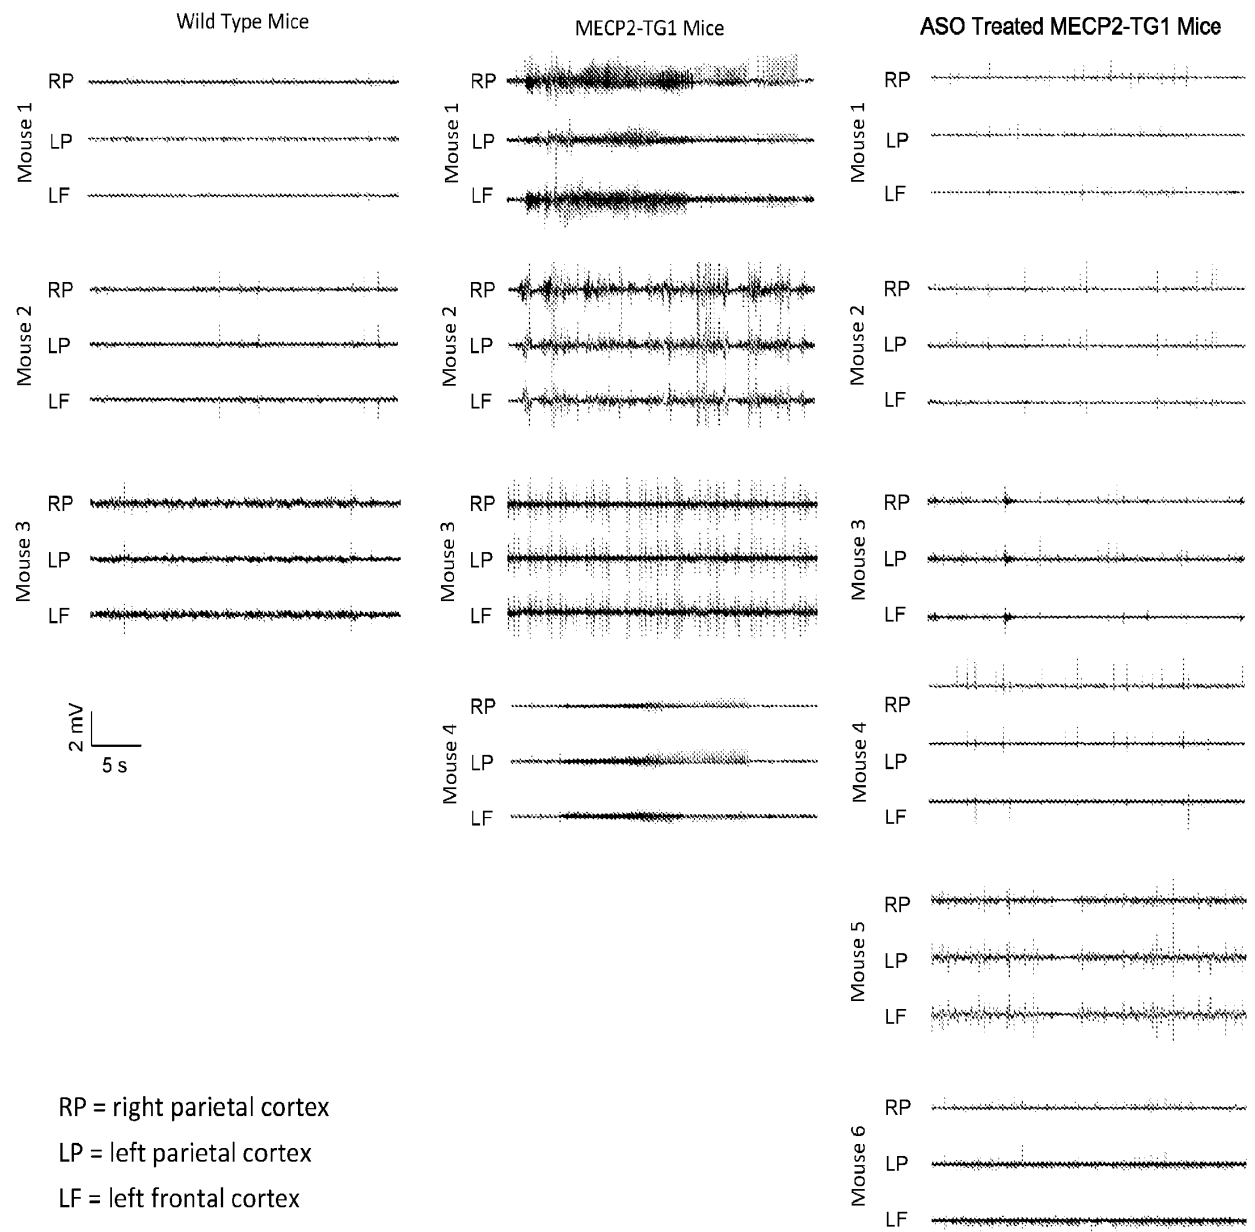 Wild Type Mice
Mouse 1
RP
LP
LF
Mouse 2
RP
LP
LF
Mouse 3
RP
LP
LF
2 mV
5 s
RP = right parietal cortex
LP = left parietal cortex
LF = left frontal cortex
MECP2-TG1 Mice
Mouse 1
RP
LP
LF
Mouse 2
RP
LP
LF
Mouse 3
RP
LP
LF
Mouse 4
RP
LP
LF
ASO Treated MECP2-TG1 Mice
Mouse 1
RP
LP
LF
Mouse 2
RP
LP
LF
Mouse 3
RP
LP
LF
Mouse 4
RP
LP
LF
Mouse 5
RP
LP
LF
Mouse 6
RP
LP
LF